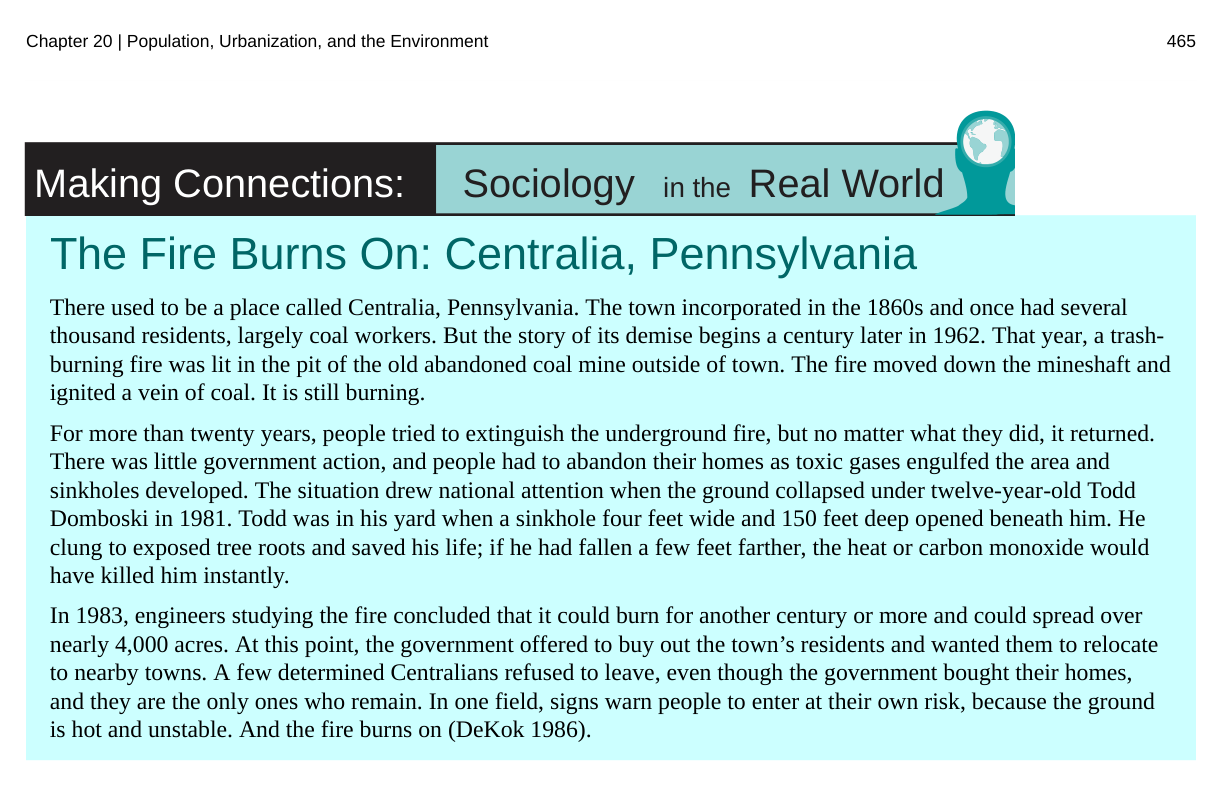 Chapter 20 | Population, Urbanization, and the Environment 465
Making Connections: Sociology in the Real World
The Fire Burns On: Centralia, Pennsylvania
There used to be a place called Centralia, Pennsylvania. The town incorporated in the 1860s and once had several
thousand residents, largely coal workers. But the story of its demise begins a century later in 1962. That year, a trash-
burning fire was lit in the pit of the old abandoned coal mine outside of town. The fire moved down the mineshaft and
ignited a vein of coal. It is still burning.
For more than twenty years, people tried to extinguish the underground fire, but no matter what they did, it returned.
There was little government action, and people had to abandon their homes as toxic gases engulfed the area and
sinkholes developed. The situation drew national attention when the ground collapsed under twelve-year-old Todd
Domboski in 1981. Todd was in his yard when a sinkhole four feet wide and 150 feet deep opened beneath him. He
clung to exposed tree roots and saved his life; if he had fallen a few feet farther, the heat or carbon monoxide would
have killed him instantly.
In 1983, engineers studying the fire concluded that it could burn for another century or more and could spread over
nearly 4,000 acres. At this point, the government offered to buy out the town’s residents and wanted them to relocate
to nearby towns. A few determined Centralians refused to leave, even though the government bought their homes,
and they are the only ones who remain. In one field, signs warn people to enter at their own risk, because the ground
is hot and unstable. And the fire burns on (DeKok 1986).